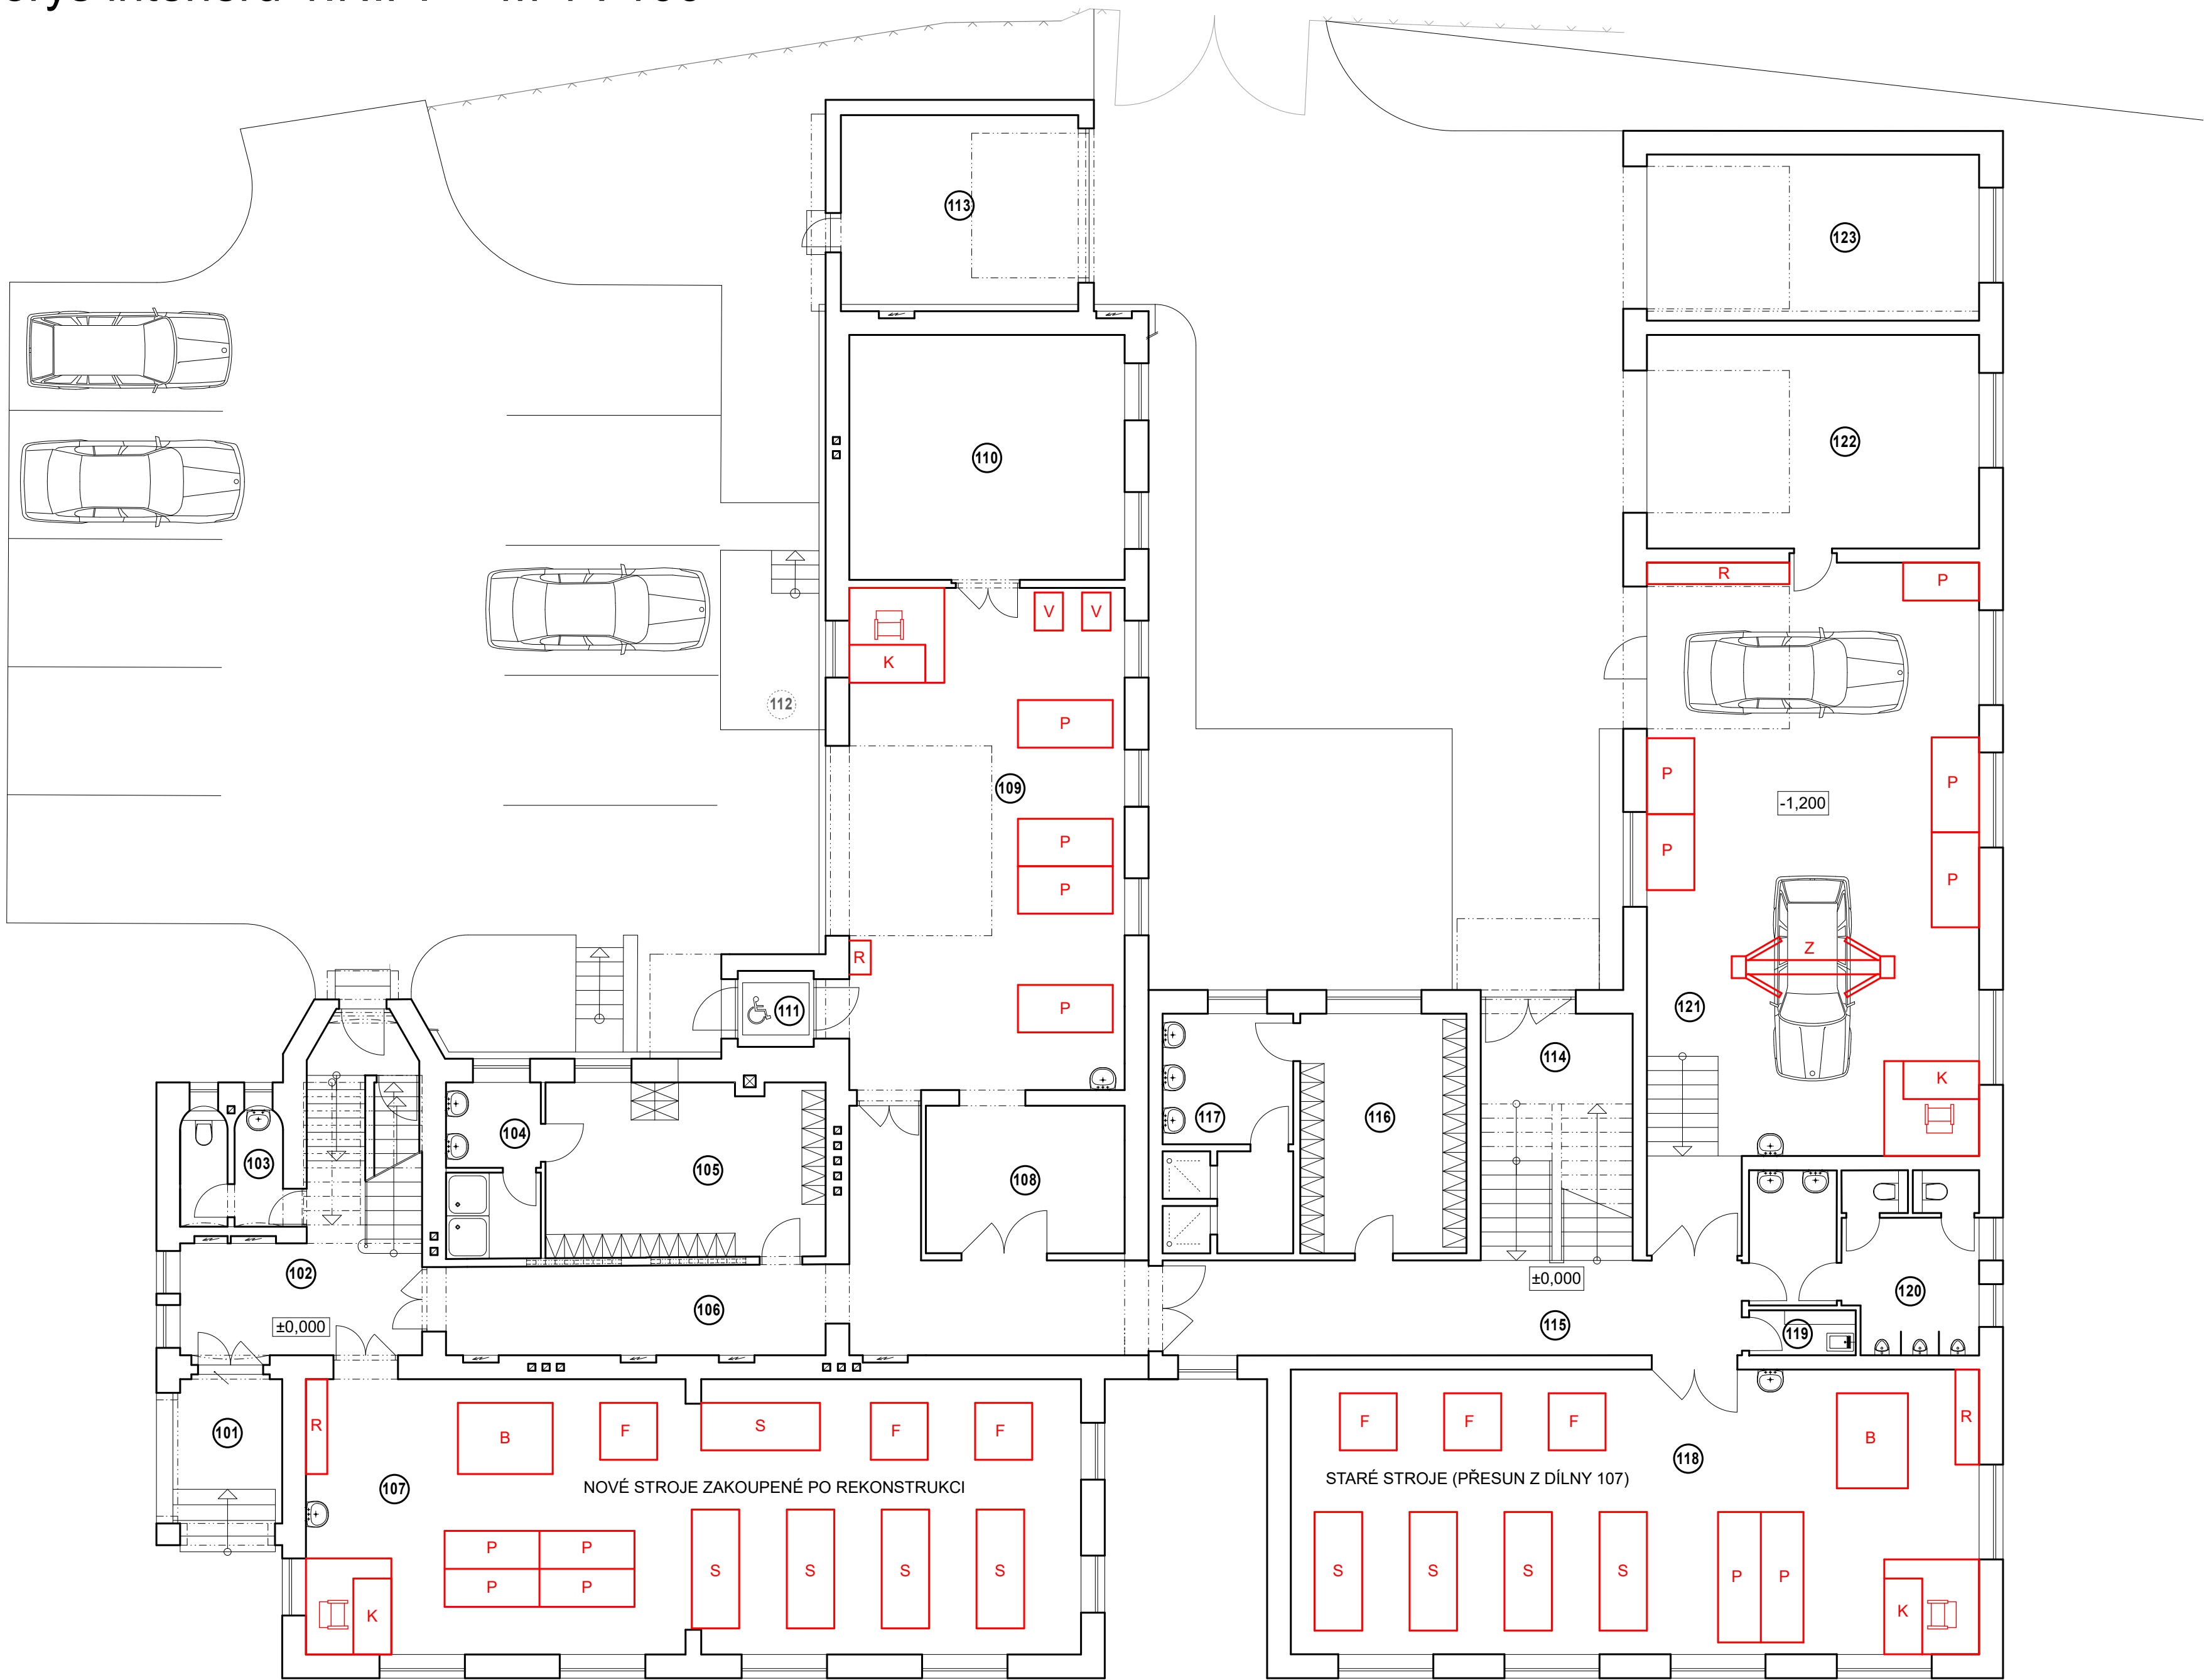 113
123
110
122
R
P
V
V
K
112
P
P
P
109
-1,200
P
P
P
P
P
R
Z
111
P
121
114
K
104
117
116
103
105
108
102
106
±0,000
120
±0,000
115
119
101
R
B
F
S
F
F
F
F
F
B
R
107
NOVÉ STROJE ZAKOUPENÉ PO REKONSTRUKCI
STARÉ STROJE (PŘESUN Z DÍLNY 107)
118
P
P
P
P
K
S
S
S
S
S
S
S
S
P
P
K